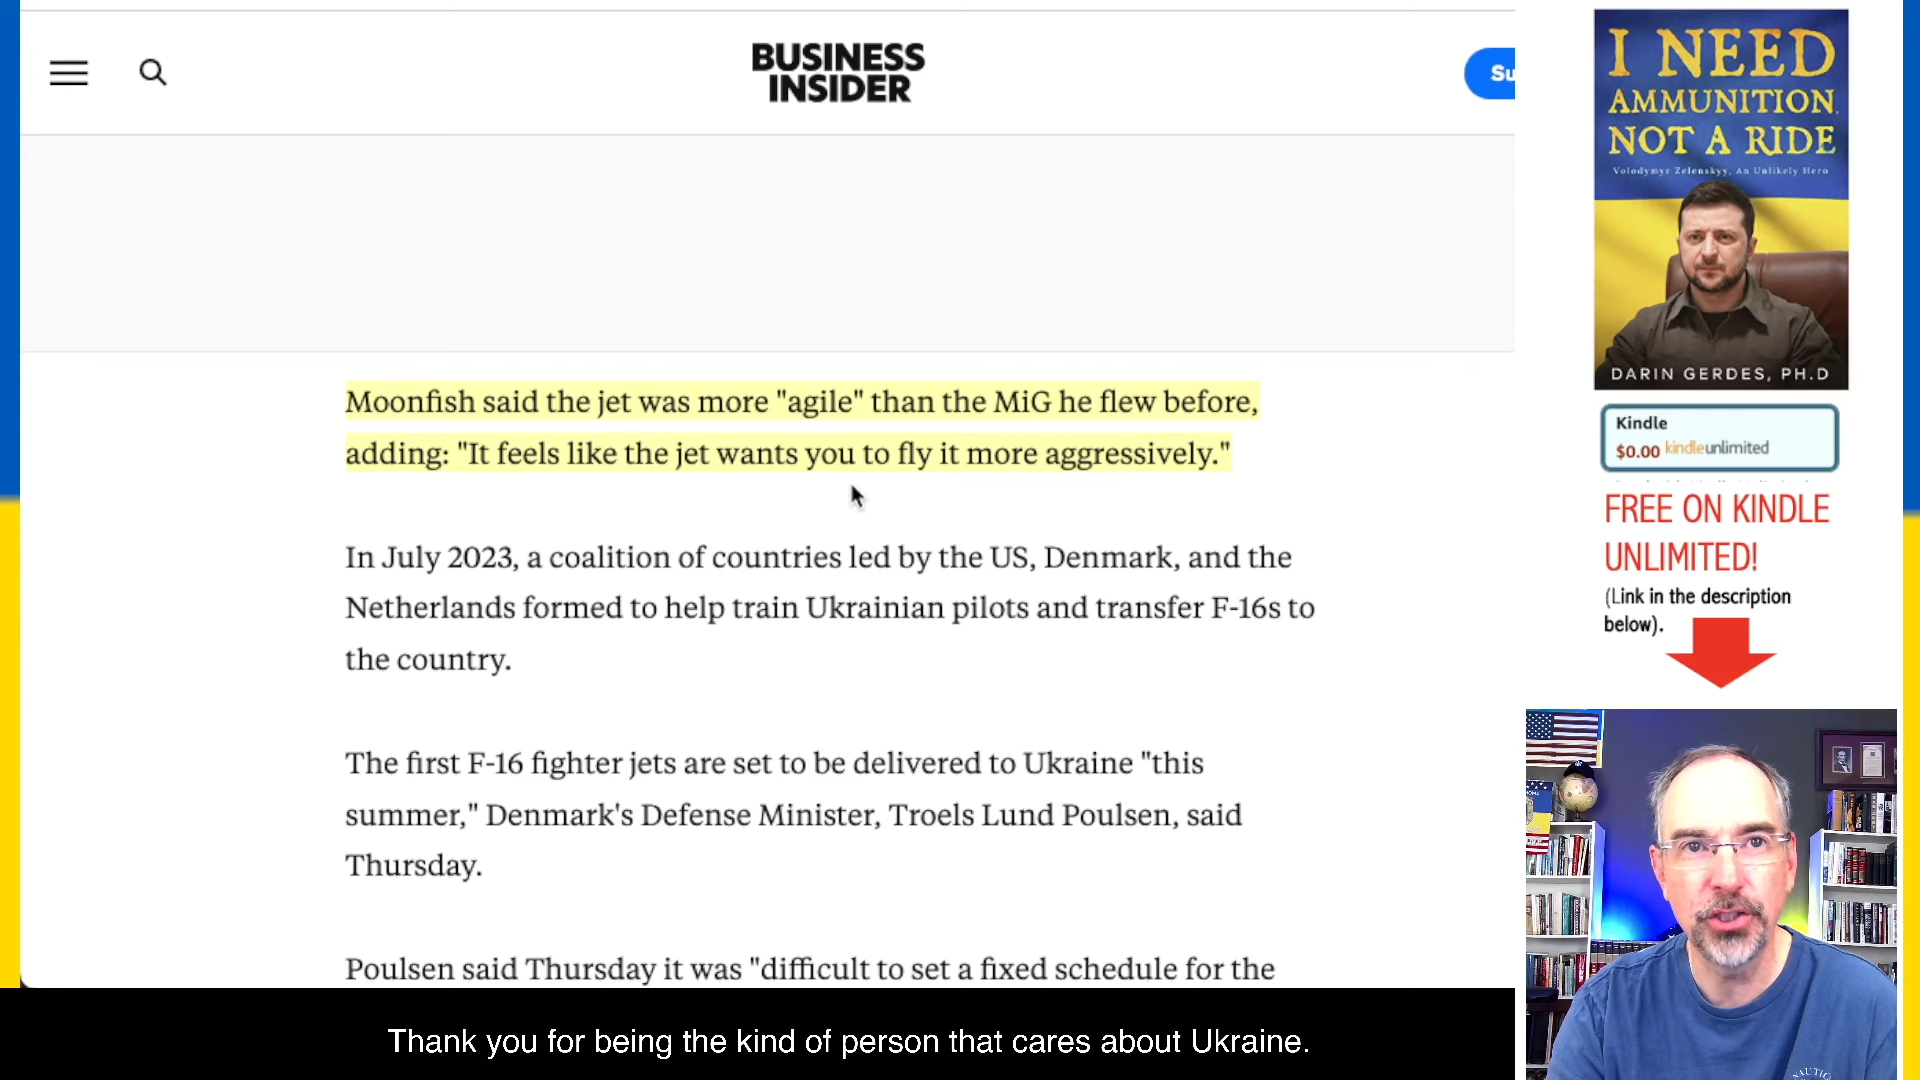 BUSINESS
INSIDER
Su
Moonfish said the jet was more "agile" than the MiG he flew before,
adding: "It feels like the jet wants you to fly it more aggressively."
In July 2023, a coalition of countries led by the US, Denmark, and the
Netherlands formed to help train Ukrainian pilots and transfer F-16s to
the country.
The first F-16 fighter jets are set to be delivered to Ukraine "this
summer," Denmark's Defense Minister, Troels Lund Poulsen, said
Thursday.
Poulsen said Thursday it was "difficult to set a fixed schedule for the
Thank you for being the kind of person that cares about Ukraine.
I NEED
AMMUNITION,
NOT A RIDE
Volodymyr Zelenskyy, An Unlikely Hero
DARIN GERDES, PH.D
Kindle
$0.00 kindleunlimited
FREE ON KINDLE
UNLIMITED!
(Link in the description
below).
NAUTIC